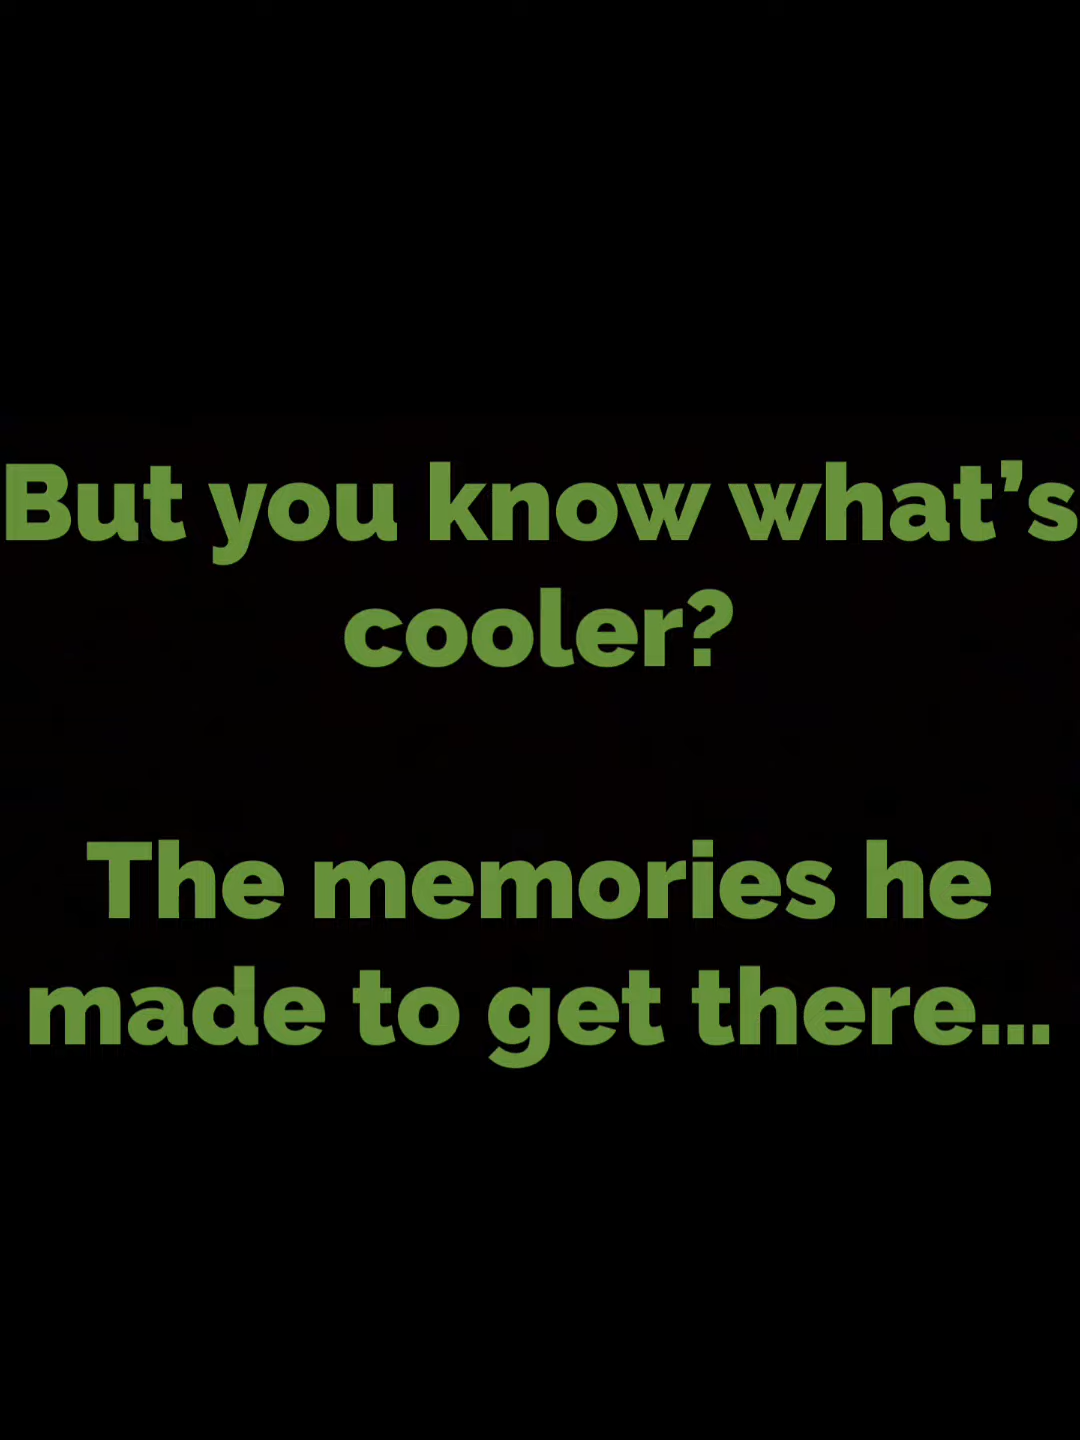 But you know what’s
cooler?
The memories he
made to get there...